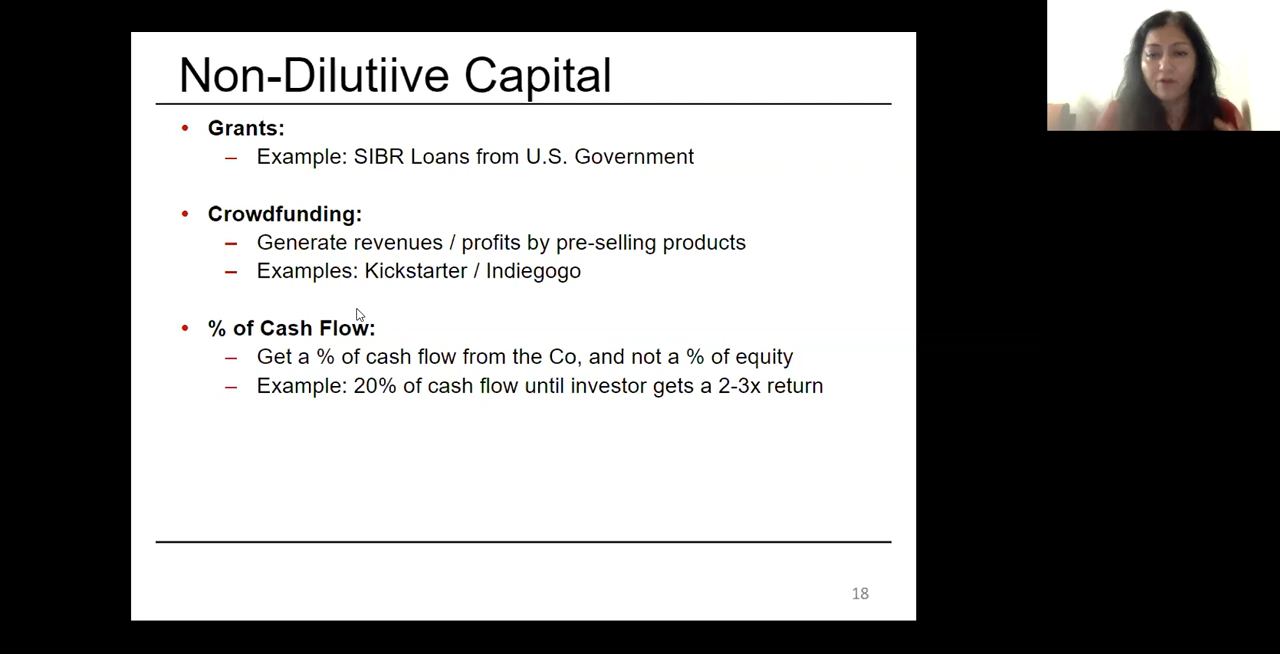 Non-Dilutiive Capital
• Grants:
– Example: SIBR Loans from U.S. Government
• Crowdfunding:
– Generate revenues / profits by pre-selling products
– Examples: Kickstarter / Indiegogo
• % of Cash Flow:
– Get a % of cash flow from the Co, and not a % of equity
– Example: 20% of cash flow until investor gets a 2-3x return
18